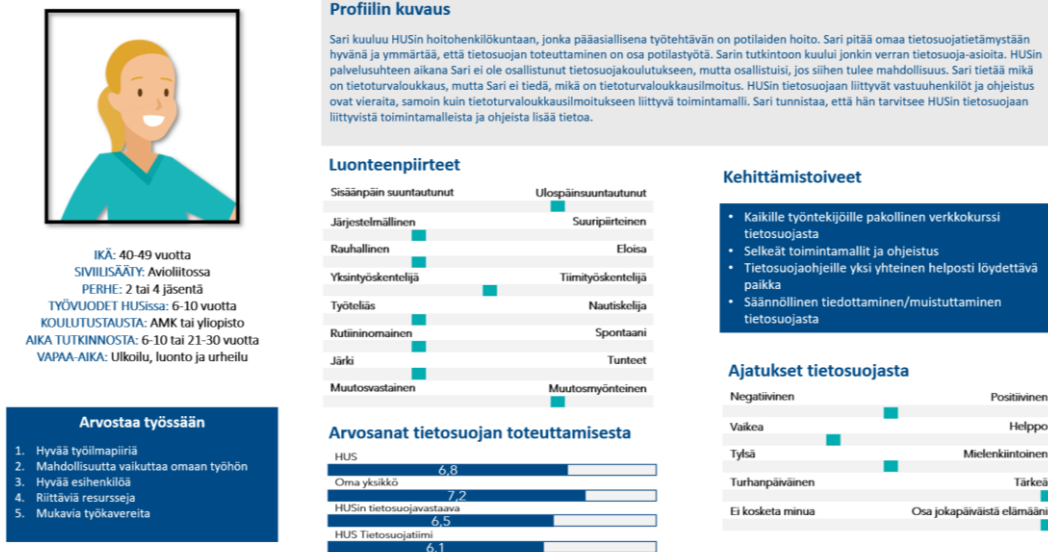 Profiilin kuvaus
Sari kuuluu HUSin hoitohenkilökuntaan, jonka pääasiallisena työtehtävän on potilaiden hoito. Sari pitää omaa tietosuojatietämystään
hyvänä ja ymmärtää, että tietosuojan toteuttaminen on osa potilastyötä. Sarin tutkintoon kuului jonkin verran tietosuoja-asioita. HUSin
palvelusuhteen aikana Sari ei ole osallistunut tietosuojakoulutukseen, mutta osallistuisi, jos siihen tulee mahdollisuus. Sari tietää mikä
on tietoturvaloukkaus, mutta Sari ei tiedä, mikä on tietoturvaloukkausilmoitus. HUSin tietosuojaan liittyvät vastuuhenkilöt ja ohjeistus
ovat vieraita, samoin kuin tietoturvaloukkausilmoitukseen liittyvä toimintamalli. Sari tunnistaa, että hän tarvitsee HUSin tietosuojaan
liittyvistä toimintamalleista ja ohjeista lisää tietoa.
IKÄ: 40-49 vuotta
SIVIILISÄÄTY: Avioliitossa
PERHE: 2 tai 4 jäsentä
TYÖVUODET HUSissa: 6-10 vuotta
KOULUTUSTAUSTA: AMK tai yliopisto
AIKA TUTKINNOSTA: 6-10 tai 21-30 vuotta
VAPAA-AIKA: Ulkoilu, luonto ja urheilu
Arvostaa työssään
1. Hyvää työilmapiiriä
2. Mahdollisuutta vaikuttaa omaan työhön
3. Hyvää esihenkilöä
4. Riittäviä resursseja
5. Mukavia työkavereita
Luonteenpiirteet
Sisäänpäin suuntautunut Ulospäinsuuntautunut
Järjestelmällinen Suuripiirteinen
Rauhallinen Eloisa
Yksintyöskentelijä Tiimityöskentelijä
Työteliäs Nautiskelija
Rutiininomainen Spontaani
Järki Tunteet
Muutosvastainen Muutosmyönteinen
Arvosanat tietosuojan toteuttamisesta
HUS
6,8
Oma yksikkö
7,2
HUSin tietosuojavastaava
6,5
HUS Tietosuojatiimi
6,1
Kehittämistoiveet
• Kaikille työntekijöille pakollinen verkkokurssi
tietosuojasta
• Selkeät toimintamallit ja ohjeistus
• Tietosuojaohjeille yksi yhteinen helposti löydettävä
paikka
• Säännöllinen tiedottaminen/muistuttaminen
tietosuojasta
Ajatukset tietosuojasta
Negatiivinen Positiivinen
Vaikea Helppo
Tylsä Mielenkiintoinen
Turhanpäiväinen Tärkeä
Ei kosketa minua Osa jokapäiväistä elämääni